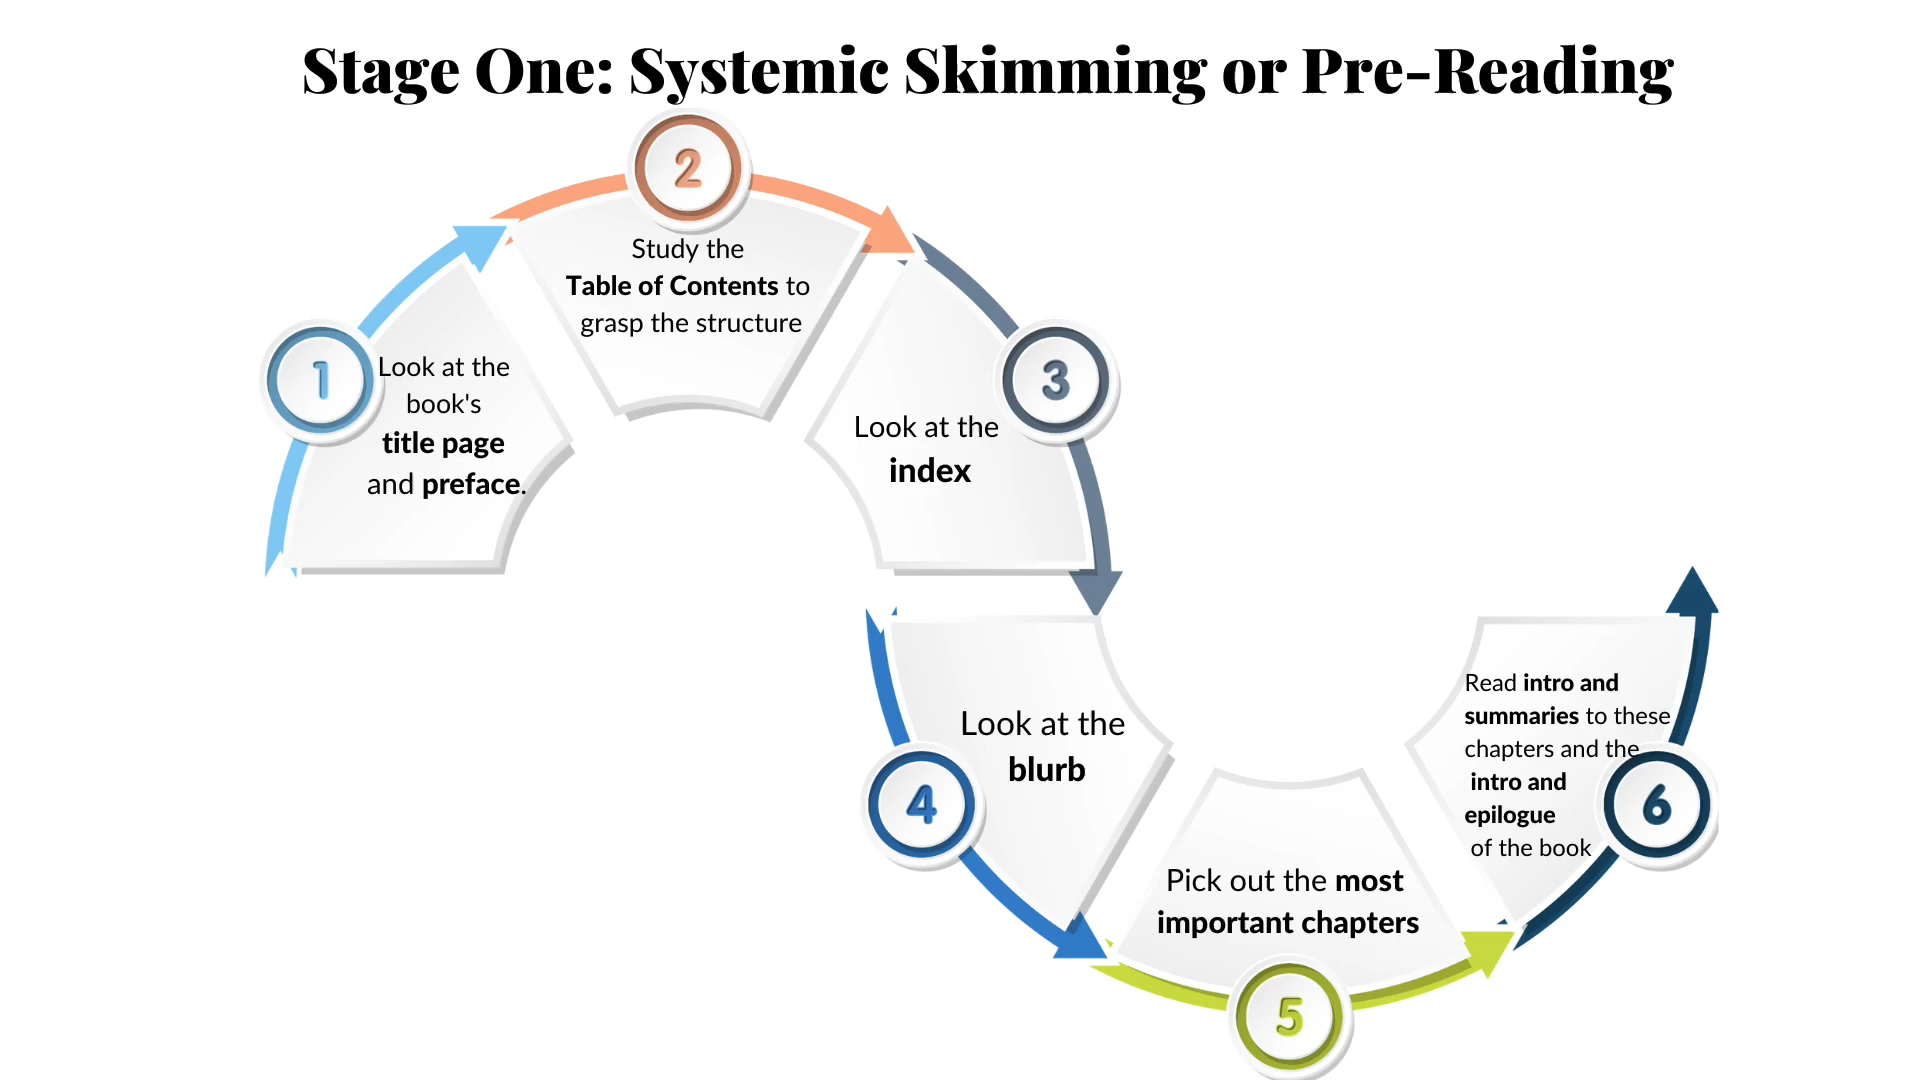 Stage One: Systemic Skimming or Pre-Reading
1
Look at the
book's
title page
and preface.
2
Study the
Table of Contents to
grasp the structure
3
Look at the
index
4
Look at the
blurb
5
Pick out the most
important chapters
6
Read intro and
summaries to these
chapters and the
intro and
epilogue
of the book